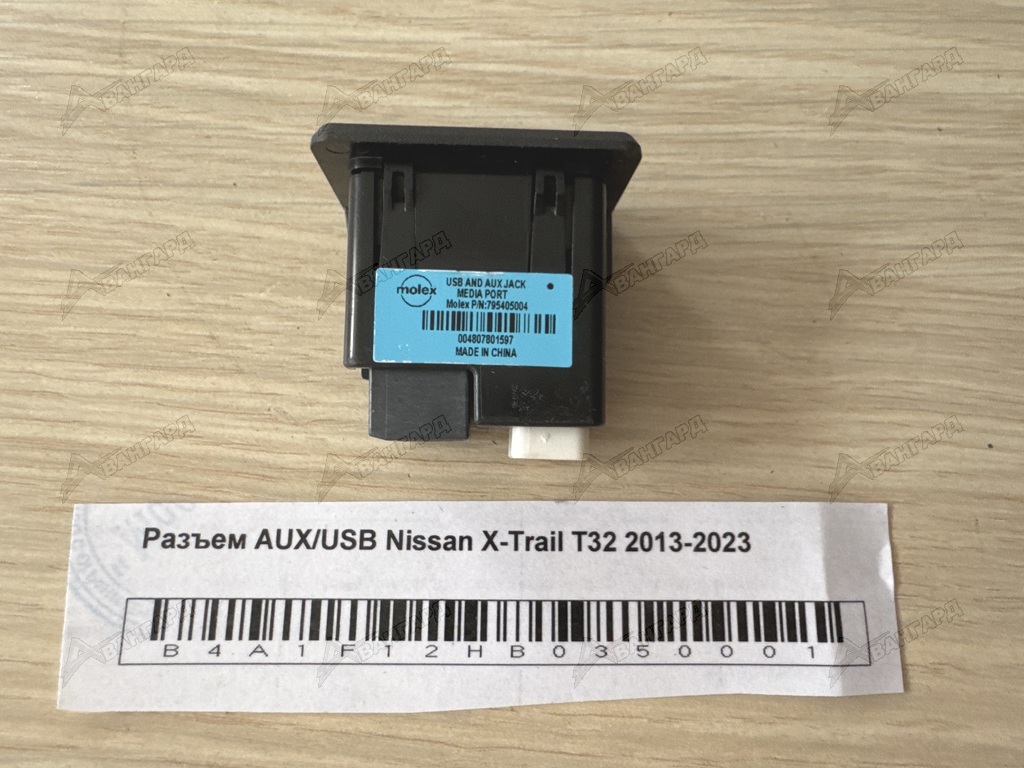 molex
USB AND AUX JACK
MEDIA PORT
Molex P/N:795405004
004807801597
MADE IN CHINA
Разъем AUX/USB Nissan X-Trail T32 2013-2023
B4A1F12HB0350001
АВАНГАРД